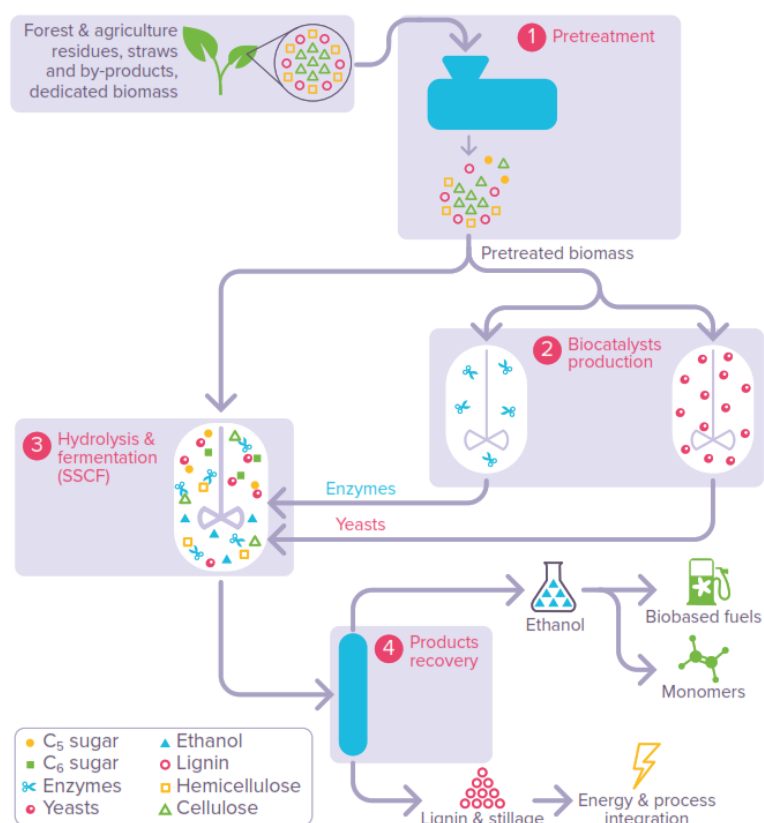 Forest & agriculture
residues, straws
and by-products,
dedicated biomass
1 Pretreatment
Pretreated biomass
2 Biocatalysts
production
3 Hydrolysis &
fermentation
(SSCF)
Enzymes
Yeasts
Ethanol
Biobased fuels
Monomers
4 Products
recovery
Lignin & stillage
Energy & process
integration
C₅ sugar
C₆ sugar
Enzymes
Yeasts
Ethanol
Lignin
Hemicellulose
Cellulose